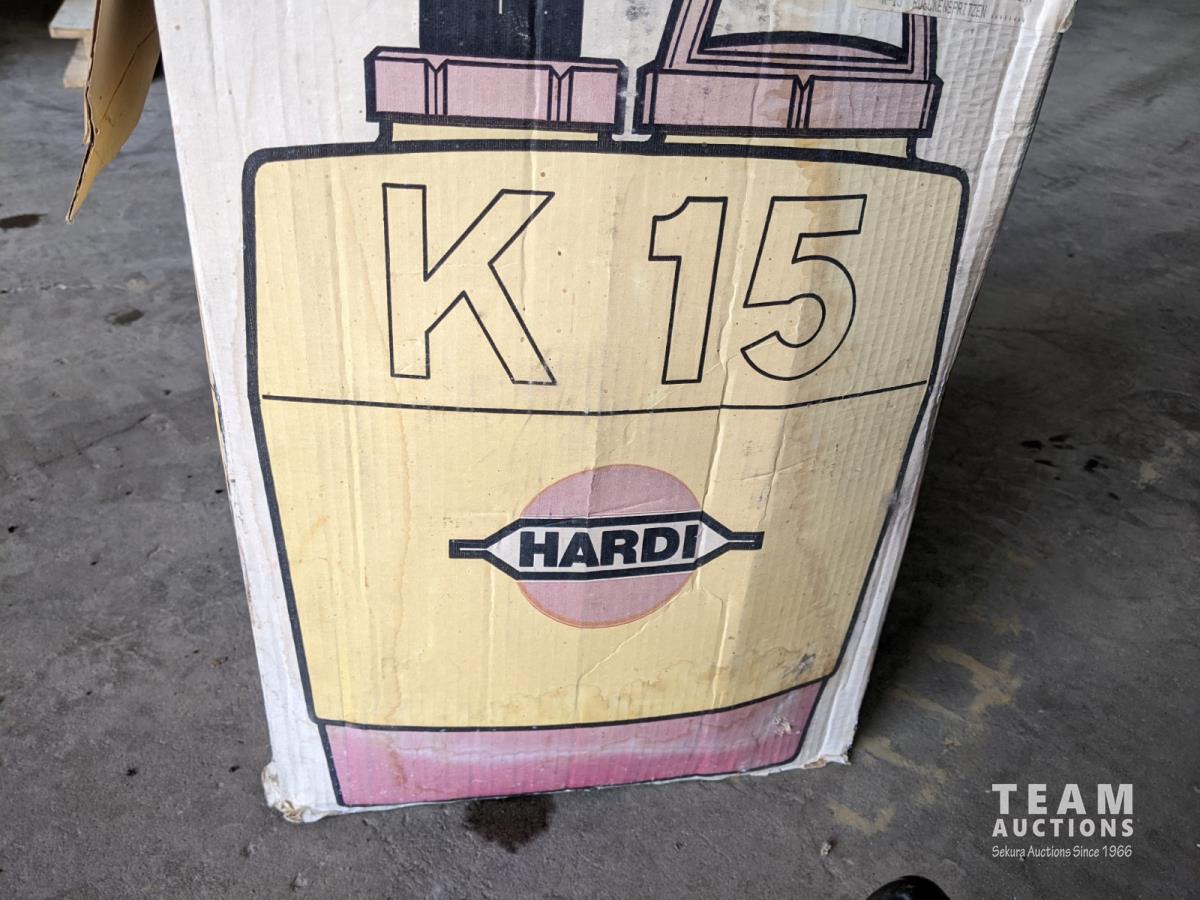 K 15
HARDI
TEAM
AUCTIONS
Sekura Auctions Since 1966